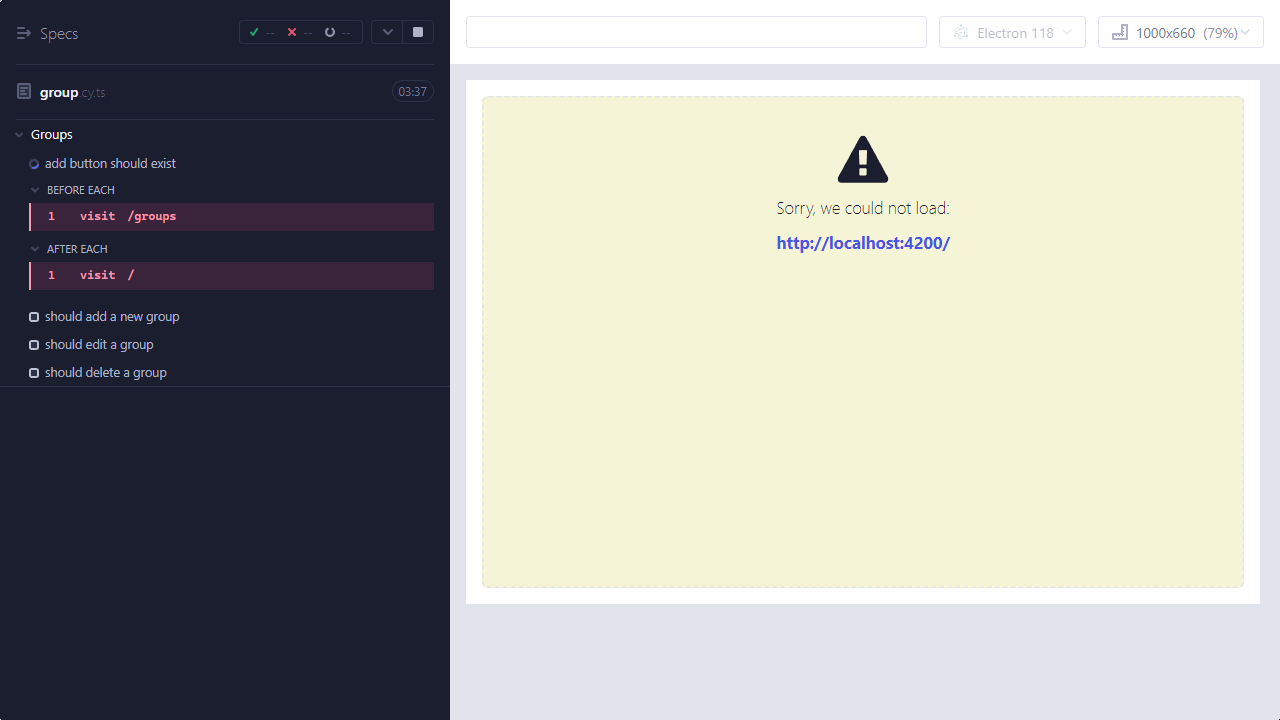 Specs
--
--
--
group.cy.ts
03:37
Groups
add button should exist
BEFORE EACH
1 visit /groups
AFTER EACH
1 visit /
should add a new group
should edit a group
should delete a group
Electron 118
1000x660 (79%)
Sorry, we could not load:
http://localhost:4200/